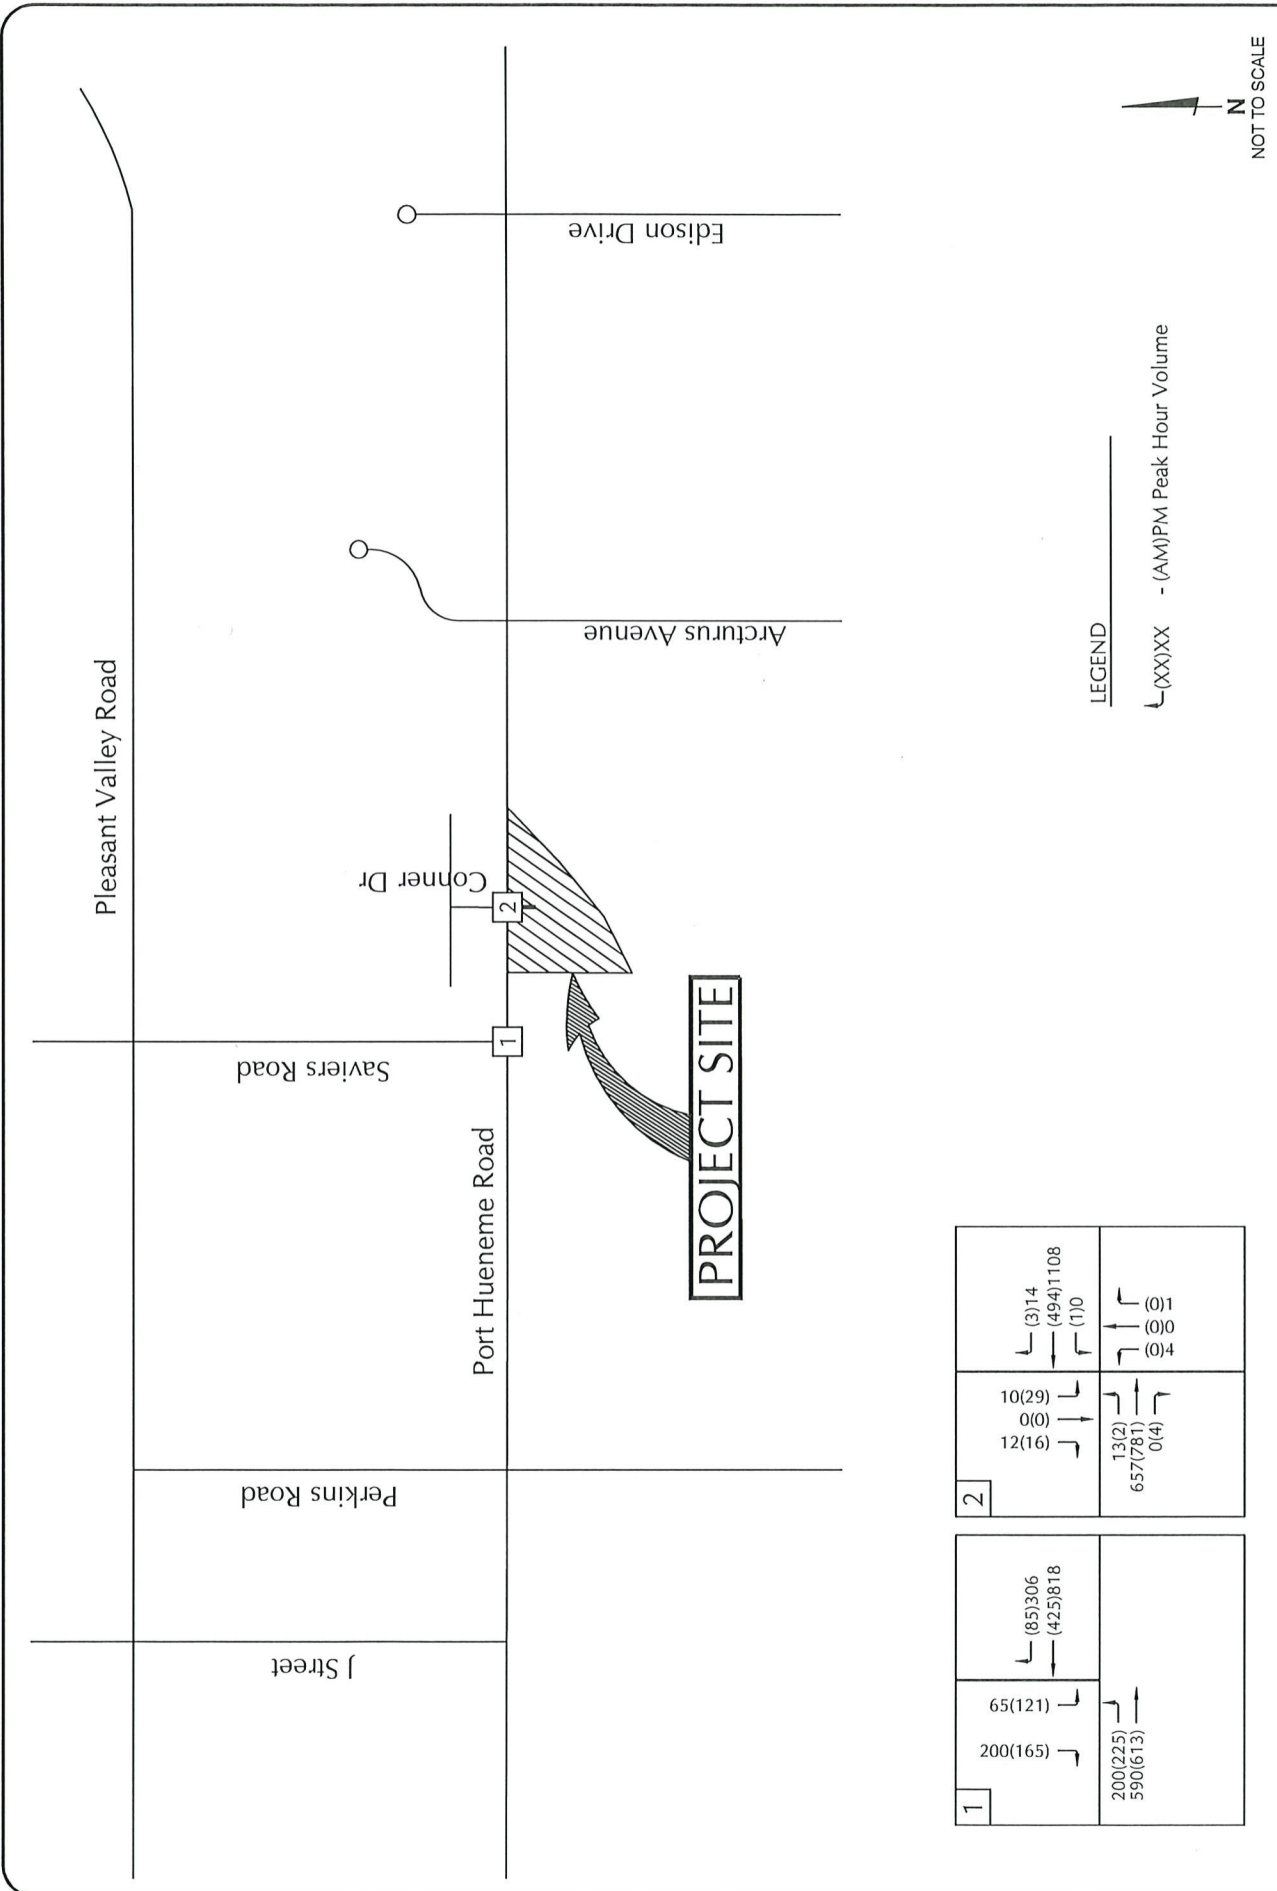 Pleasant Valley Road
J Street
Perkins Road
Saviers Road
Conner Dr
Arcturus Avenue
Edison Drive
Port Hueneme Road
1
2
PROJECT SITE
1
65(121)
200(165)
(85)306
(425)818
200(225)
590(613)
2
10(29)
0(0)
12(16)
(3)14
(494)1108
(1)0
13(2)
657(781)
0(4)
(0)1
(0)0
(0)4
LEGEND
(XX)XX - (AM)PM Peak Hour Volume
N
NOT TO SCALE